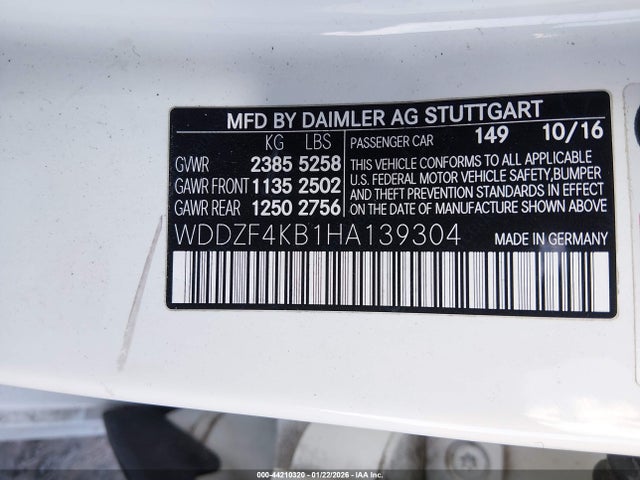 MFD BY DAIMLER AG STUTTGART
KG LBS PASSENGER CAR 149 10/16
GVWR 2385 5258
GAWR FRONT 1135 2502
GAWR REAR 1250 2756
THIS VEHICLE CONFORMS TO ALL APPLICABLE
U.S. FEDERAL MOTOR VEHICLE SAFETY,BUMPER
AND THEFT PREVENTION STANDARDS IN EFFECT
ON THE DATE OF MANUFACTURE SHOWN ABOVE.
WDDZF4KB1HA139304 MADE IN GERMANY
000-44210320 - 01/22/2026 - IAAI.COM